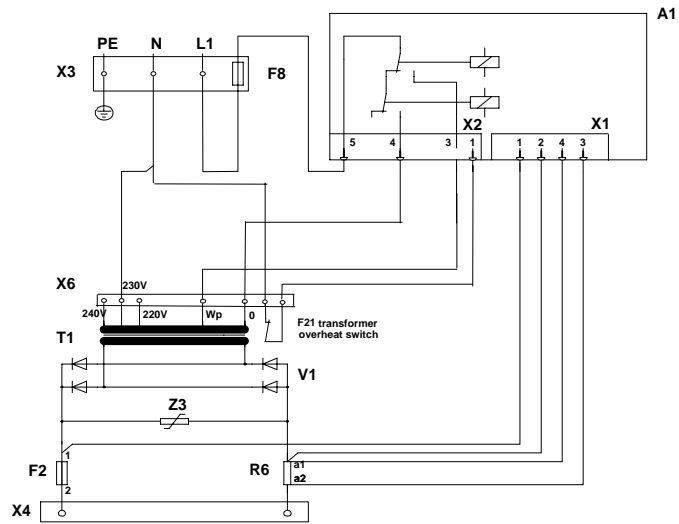 A1
PE N L1
X3
F8
X2 X1
5 4 3 1 1 2 4 3
X6
230V
240V 220V Wp 0
F21 transformer
overheat switch
T1
V1
Z3
1
F2
R6
a1
a2
2
X4